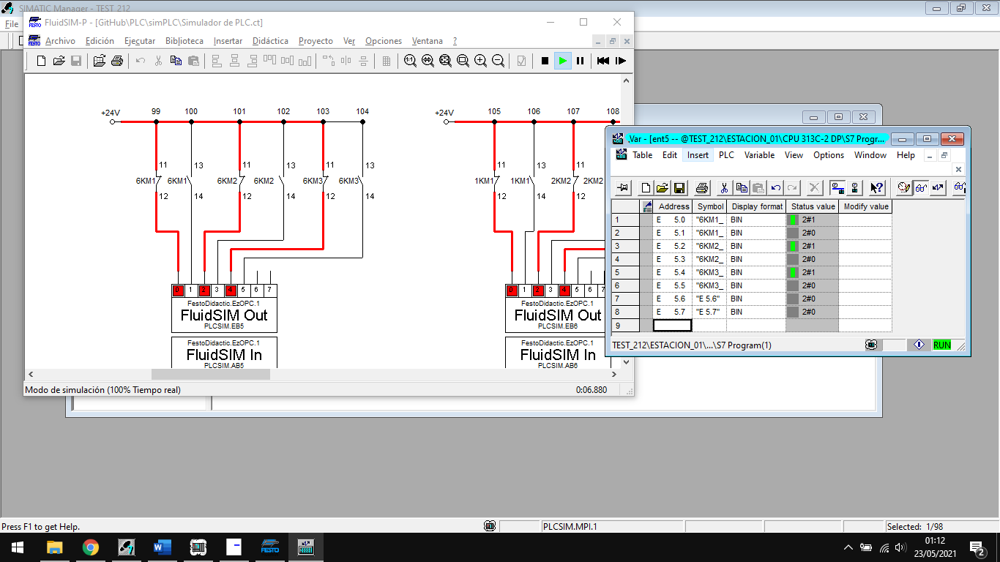 SIMATIC Manager - TEST 212
File
FluidSIM-P - [GitHub\PLC\simPLC\Simulador de PLC.ct]
Archivo Edición Ejecutar Biblioteca Insertar Didáctica Proyecto Ver Opciones Ventana ?
+24V 99 100 101 102 103 104 +24V 105 106 107 108
11 13 11 13 11 13 11 13 11 13
6KM1 6KM1 6KM2 6KM2 6KM3 6KM3 1KM1 1KM1 2KM2 2KM2
12 14 12 14 12 14 12 14 12 14
0 1 2 3 4 5 6 7 0 1 2 3 4 5 6 7
FestoDidactic.EzOPC.1 FestoDidactic.EzOPC.1
FluidSIM Out FluidSIM Out
PLCSIM.EB5 PLCSIM.EB6
FestoDidactic.EzOPC.1 FestoDidactic.EzOPC.1
FluidSIM In FluidSIM In
PLCSIM.AB5 PLCSIM.AB6
Modo de simulación (100% Tiempo real) 0:06.880
Var - [ent5 -- @TEST_212\ESTACION_01\CPU 313C-2 DP\S7 Progr...
Table Edit Insert PLC Variable View Options Window Help
Address Symbol Display format Status value Modify value
1 E 5.0 "6KM1_ BIN 2#1
2 E 5.1 "6KM1_ BIN 2#0
3 E 5.2 "6KM2_ BIN 2#1
4 E 5.3 "6KM2_ BIN 2#0
5 E 5.4 "6KM3_ BIN 2#1
6 E 5.5 "6KM3_ BIN 2#0
7 E 5.6 "E 5.6" BIN 2#0
8 E 5.7 "E 5.7" BIN 2#0
9
TEST_212\ESTACION_01\...\S7 Program(1) RUN
Press F1 to get Help. PLCSIM.MPI.1 Selected: 1/98
FESTO
01:12
23/05/2021
2